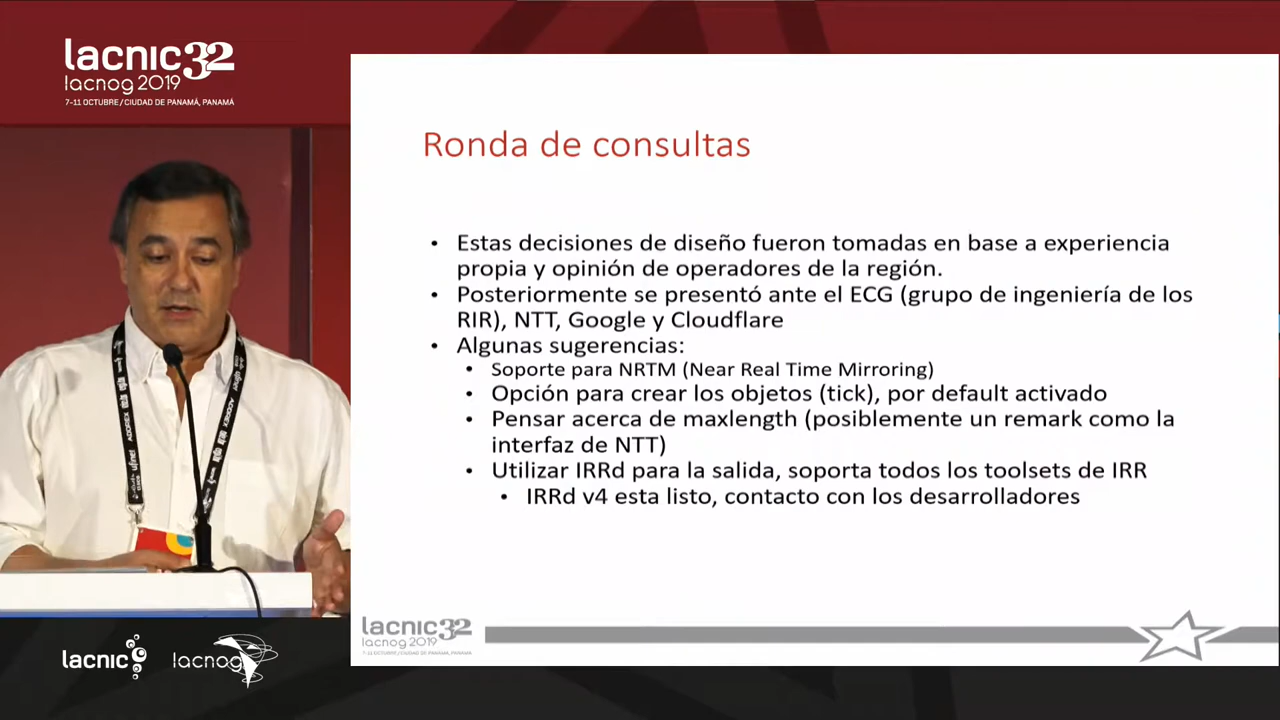 lacnic32
lacnog 2019
7-11 OCTUBRE / CIUDAD DE PANAMÁ, PANAMÁ
Ronda de consultas
• Estas decisiones de diseño fueron tomadas en base a experiencia
propia y opinión de operadores de la región.
• Posteriormente se presentó ante el ECG (grupo de ingeniería de los
RIR), NTT, Google y Cloudflare
• Algunas sugerencias:
• Soporte para NRTM (Near Real Time Mirroring)
• Opción para crear los objetos (tick), por default activado
• Pensar acerca de maxlength (posiblemente un remark como la
interfaz de NTT)
• Utilizar IRRd para la salida, soporta todos los toolsets de IRR
• IRRd v4 esta listo, contacto con los desarrolladores
lacnic32
lacnog 2019
7-11 OCTUBRE / CIUDAD DE PANAMÁ, PANAMÁ
lacnic
lacnog